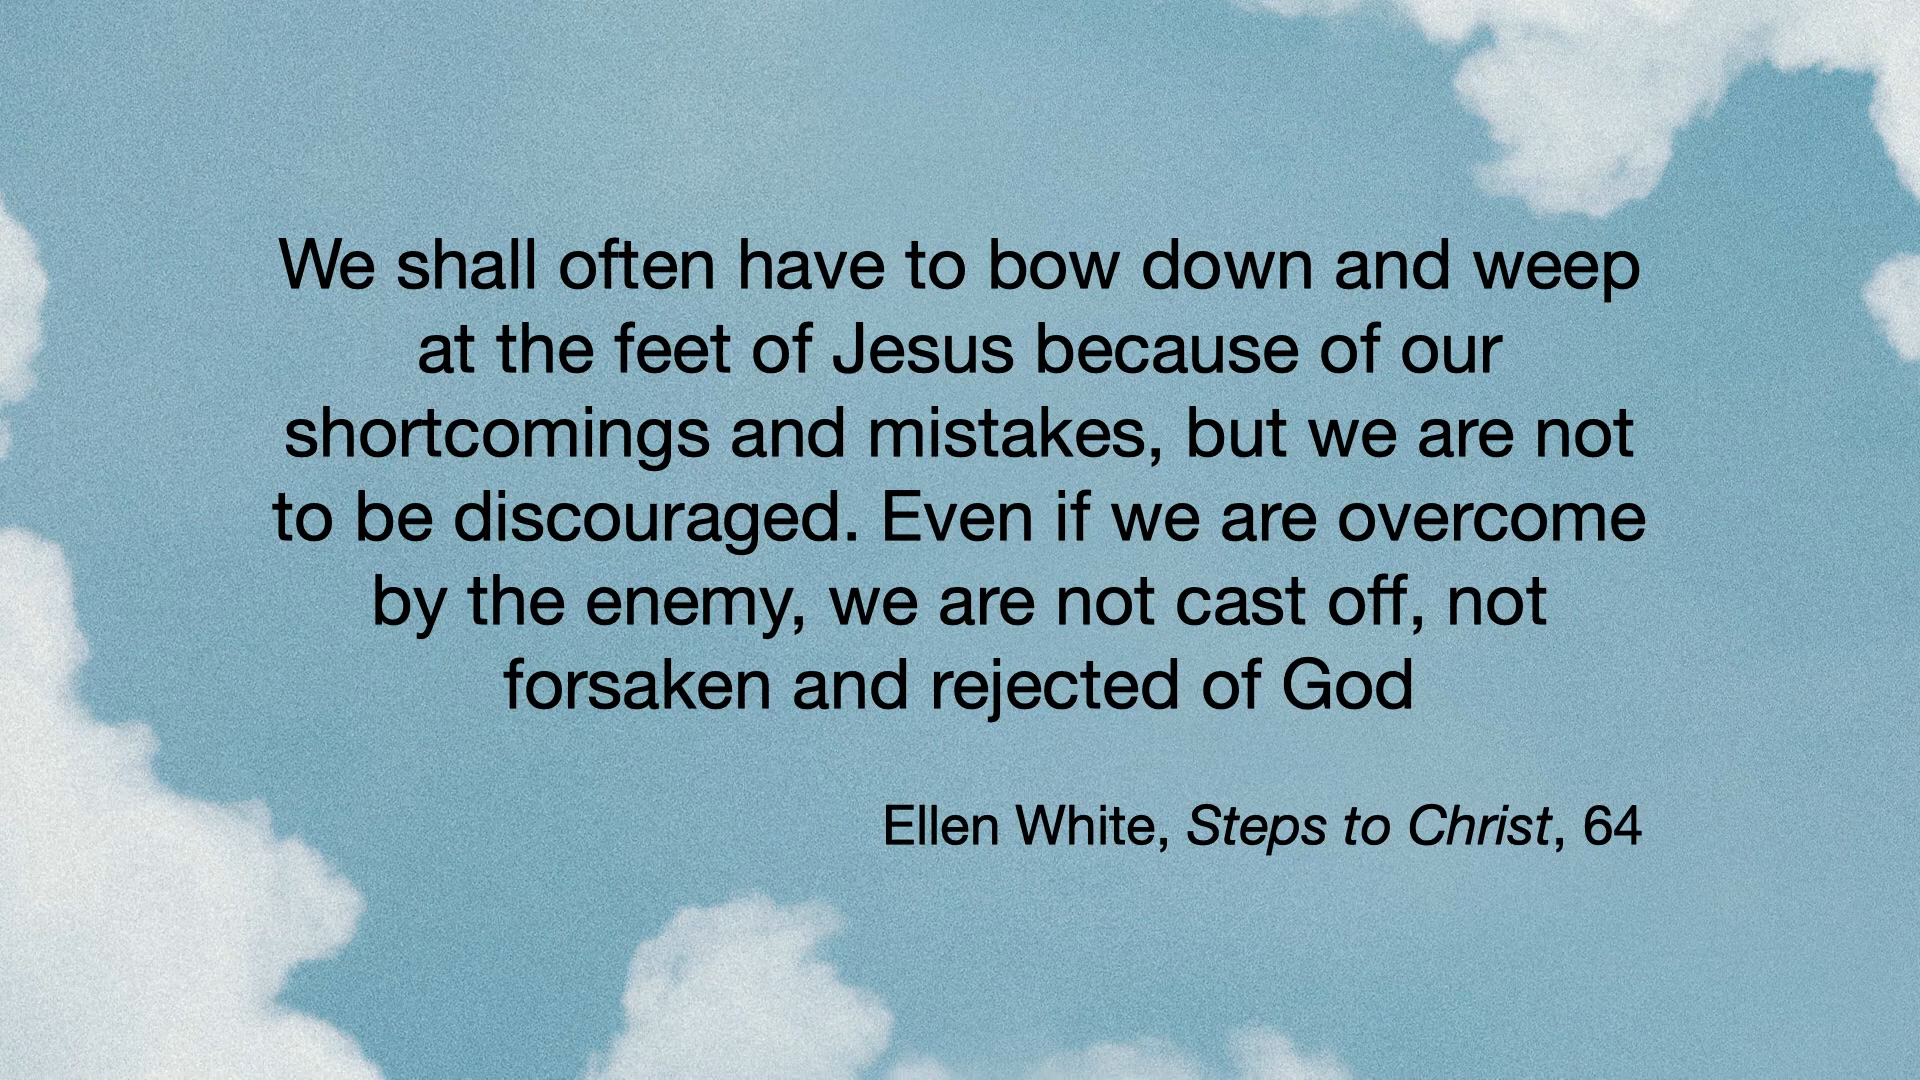 We shall often have to bow down and weep
at the feet of Jesus because of our
shortcomings and mistakes, but we are not
to be discouraged. Even if we are overcome
by the enemy, we are not cast off, not
forsaken and rejected of God
Ellen White, Steps to Christ, 64